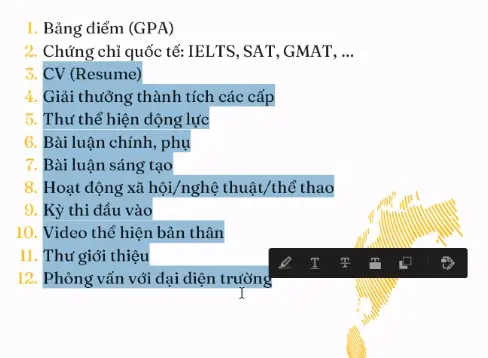 1. Bảng điểm (GPA)
2. Chứng chỉ quốc tế: IELTS, SAT, GMAT, ...
3. CV (Resume)
4. Giải thưởng thành tích các cấp
5. Thư thể hiện động lực
6. Bài luận chính, phụ
7. Bài luận sáng tạo
8. Hoạt động xã hội/nghệ thuật/thể thao
9. Kỳ thi đầu vào
10. Video thể hiện bản thân
11. Thư giới thiệu
12. Phỏng vấn với đại diện trường